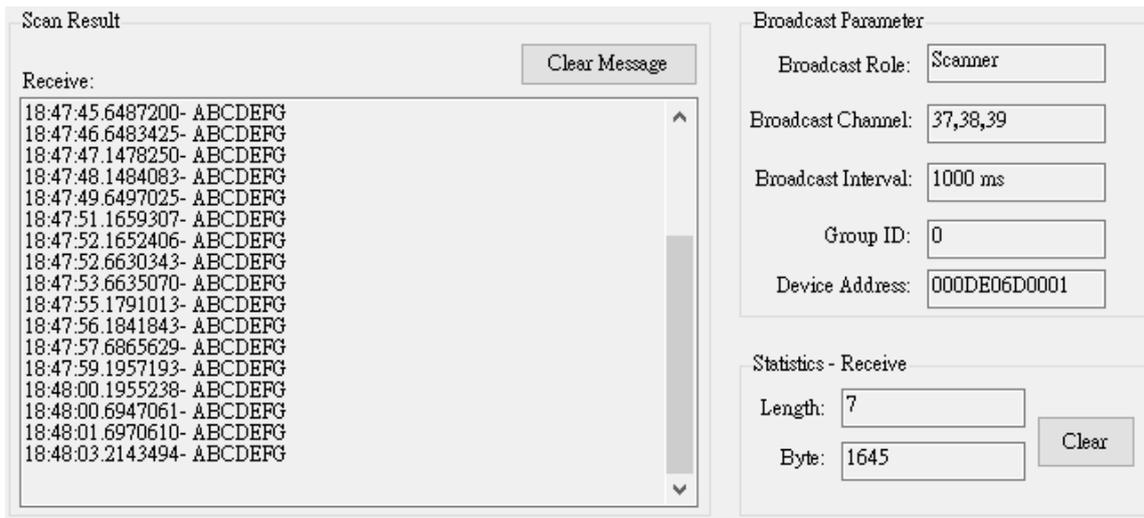 Scan Result
Clear Message
Receive:
18:47:45.6487200- ABCDEFG
18:47:46.6483425- ABCDEFG
18:47:47.1478250- ABCDEFG
18:47:48.1484083- ABCDEFG
18:47:49.6497025- ABCDEFG
18:47:51.1659307- ABCDEFG
18:47:52.1652406- ABCDEFG
18:47:52.6630343- ABCDEFG
18:47:53.6635070- ABCDEFG
18:47:55.1791013- ABCDEFG
18:47:56.1841843- ABCDEFG
18:47:57.6865629- ABCDEFG
18:47:59.1957193- ABCDEFG
18:48:00.1955238- ABCDEFG
18:48:00.6947061- ABCDEFG
18:48:01.6970610- ABCDEFG
18:48:03.2143494- ABCDEFG
Broadcast Parameter
Broadcast Role: Scanner
Broadcast Channel: 37,38,39
Broadcast Interval: 1000 ms
Group ID: 0
Device Address: 000DE06D0001
Statistics - Receive
Length: 7
Byte: 1645
Clear